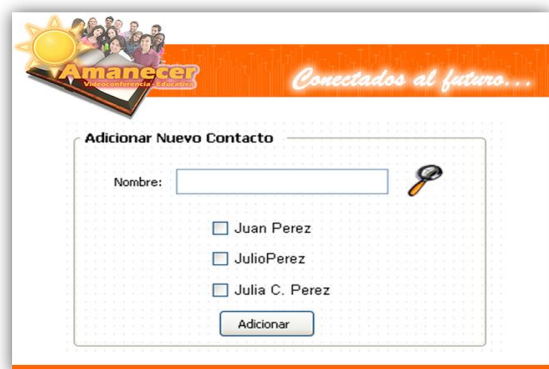 Amanecer
Videoconferencia - Educativa
Conectados al futuro...
Adicionar Nuevo Contacto
Nombre:
Juan Perez
JulioPerez
Julia C. Perez
Adicionar